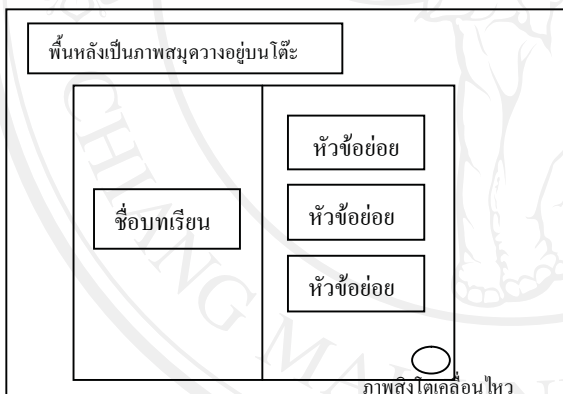 พื้นหลังเป็นภาพสมุดวางอยู่บนโต๊ะ
ชื่อบทเรียน
หัวข้อย่อย
หัวข้อย่อย
หัวข้อย่อย
ภาพสิงโตเคลื่อนไหว
CHIANG MAI